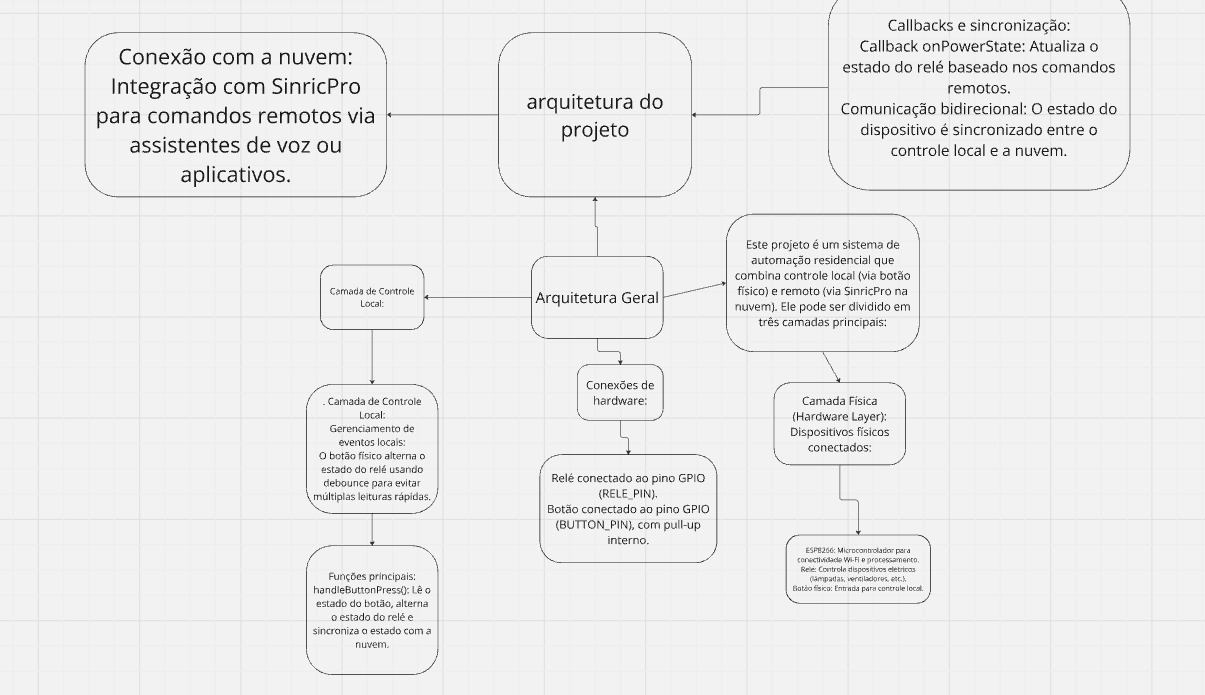 Conexão com a nuvem:
Integração com SinricPro
para comandos remotos via
assistentes de voz ou
aplicativos.
arquitetura do
projeto
Callbacks e sincronização:
Callback onPowerState: Atualiza o
estado do relé baseado nos comandos
remotos.
Comunicação bidirecional: O estado do
dispositivo é sincronizado entre o
controle local e a nuvem.
Camada de Controle
Local:
Arquitetura Geral
Este projeto é um sistema de
automação residencial que
combina controle local (via botão
físico) e remoto (via SinricPro na
nuvem). Ele pode ser dividido em
três camadas principais:
Conexões de
hardware:
. Camada de Controle
Local:
Gerenciamento de
eventos locais:
O botão físico alterna o
estado do relé usando
debounce para evitar
múltiplas leituras rápidas.
Camada Física
(Hardware Layer):
Dispositivos físicos
conectados:
Relé conectado ao pino GPIO
(RELE_PIN).
Botão conectado ao pino GPIO
(BUTTON_PIN), com pull-up
interno.
ESP8266: Microcontrolador para
conectividade Wi-Fi e processamento.
Relé: Controla dispositivos elétricos
(lâmpadas, ventiladores, etc.).
Botão físico: Entrada para controle local.
Funções principais:
handleButtonPress(): Lê o
estado do botão, alterna
o estado do relé e
sincroniza o estado com a
nuvem.